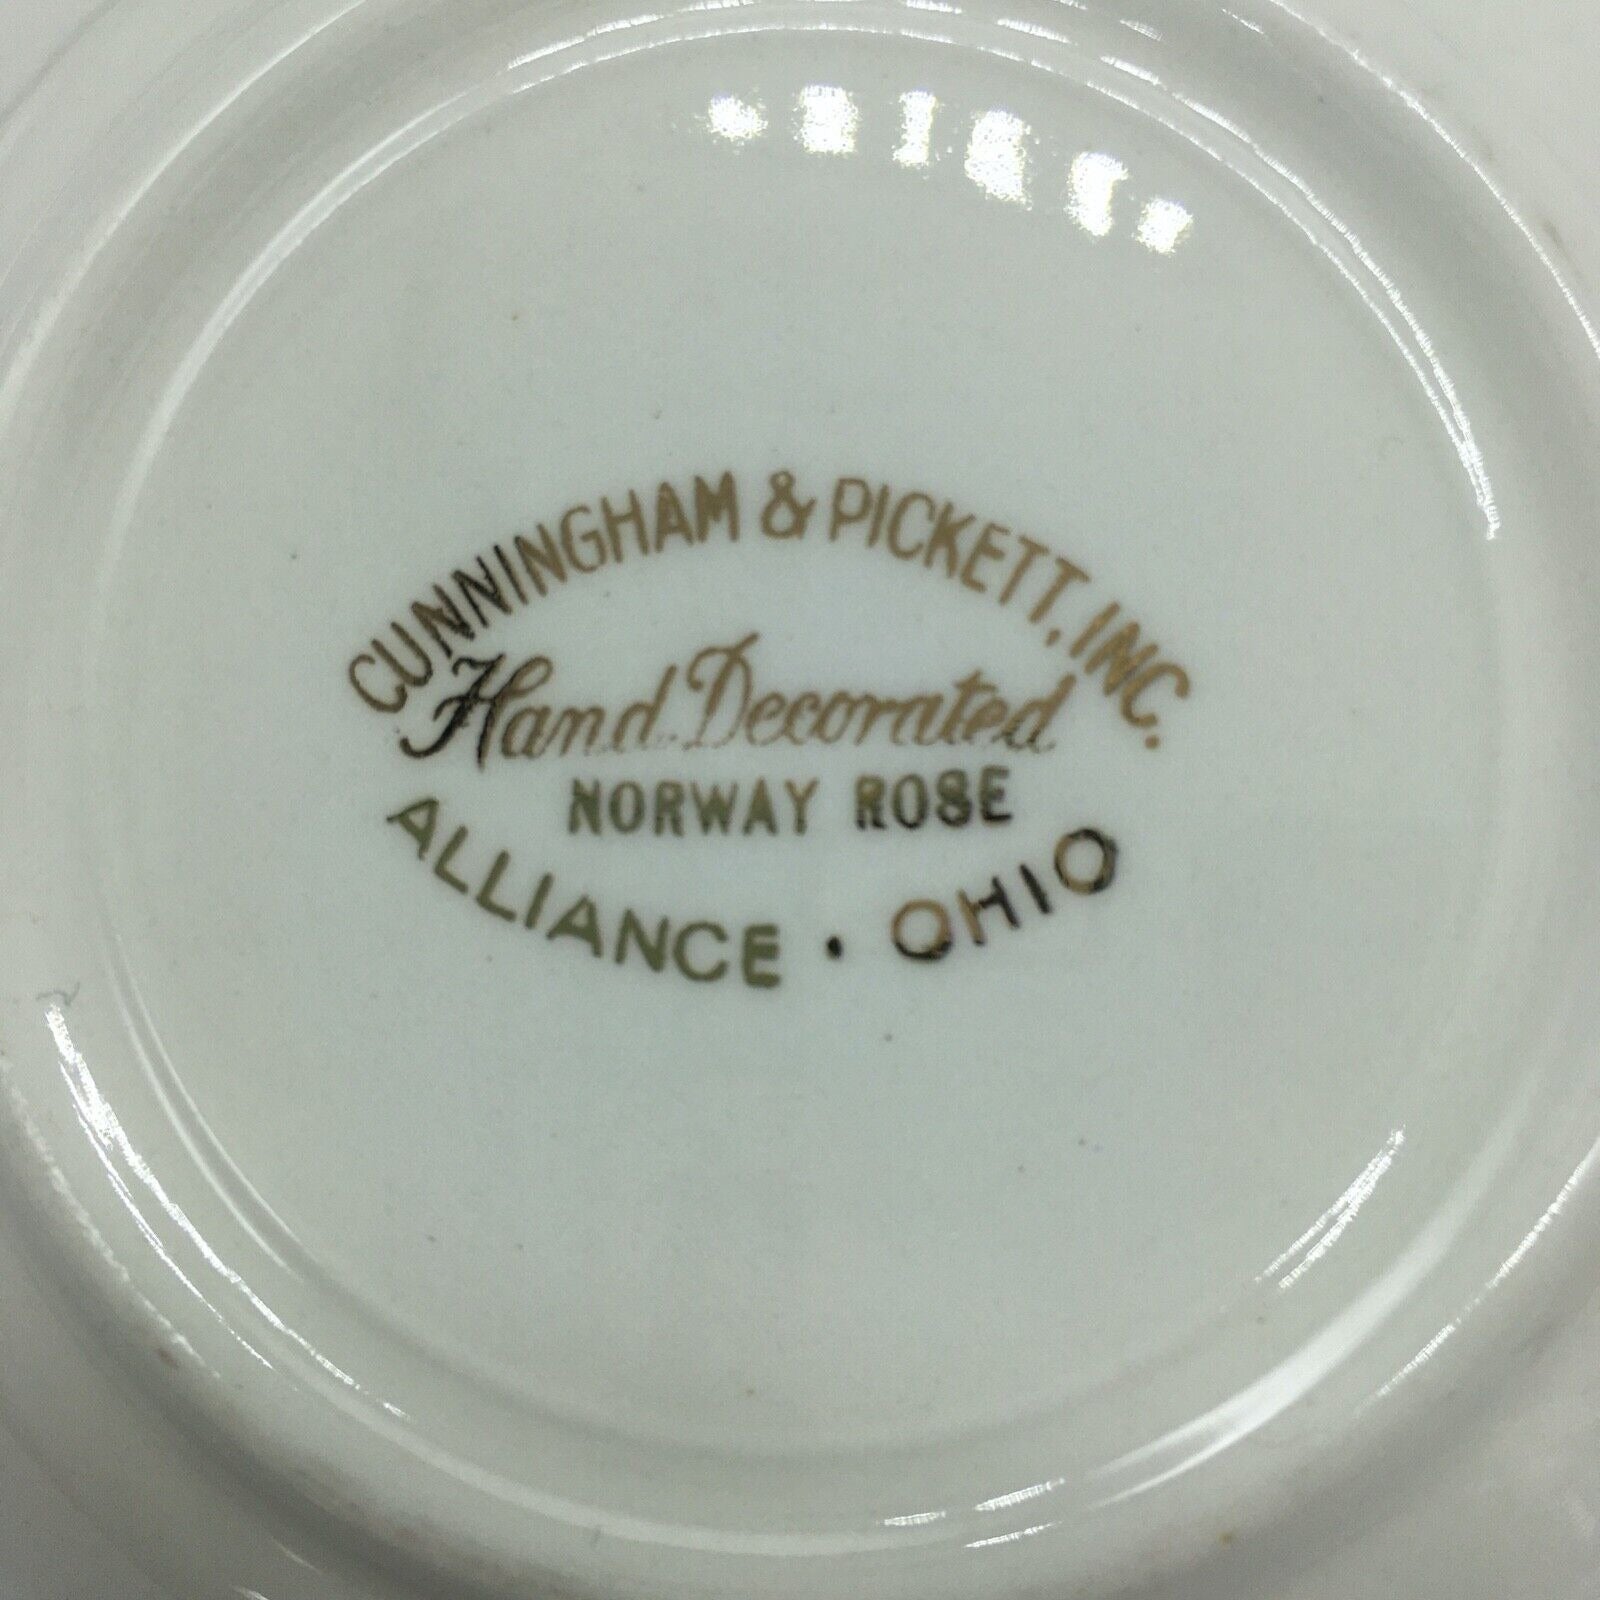 CUNNINGHAM & PICKETT, INC.
Hand Decorated
NORWAY ROSE
ALLIANCE · OHIO